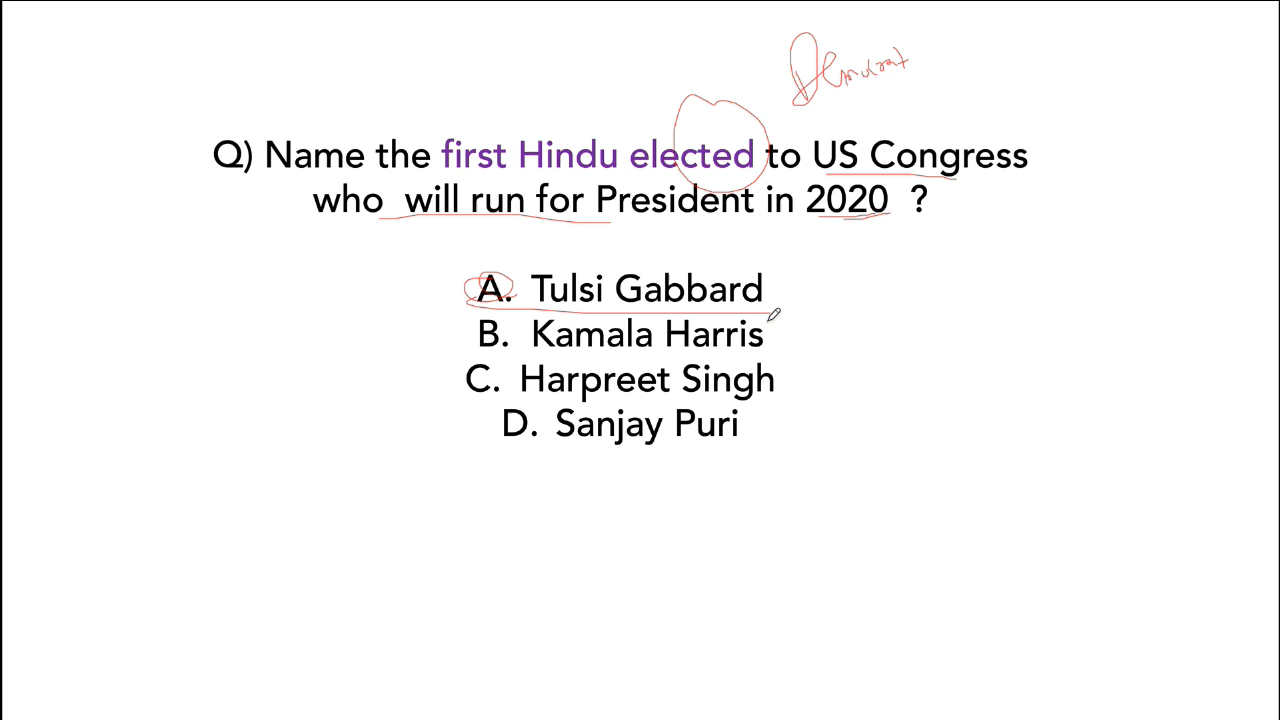 Democrat
Q) Name the first Hindu elected to US Congress
who will run for President in 2020 ?
A. Tulsi Gabbard
B. Kamala Harris
C. Harpreet Singh
D. Sanjay Puri